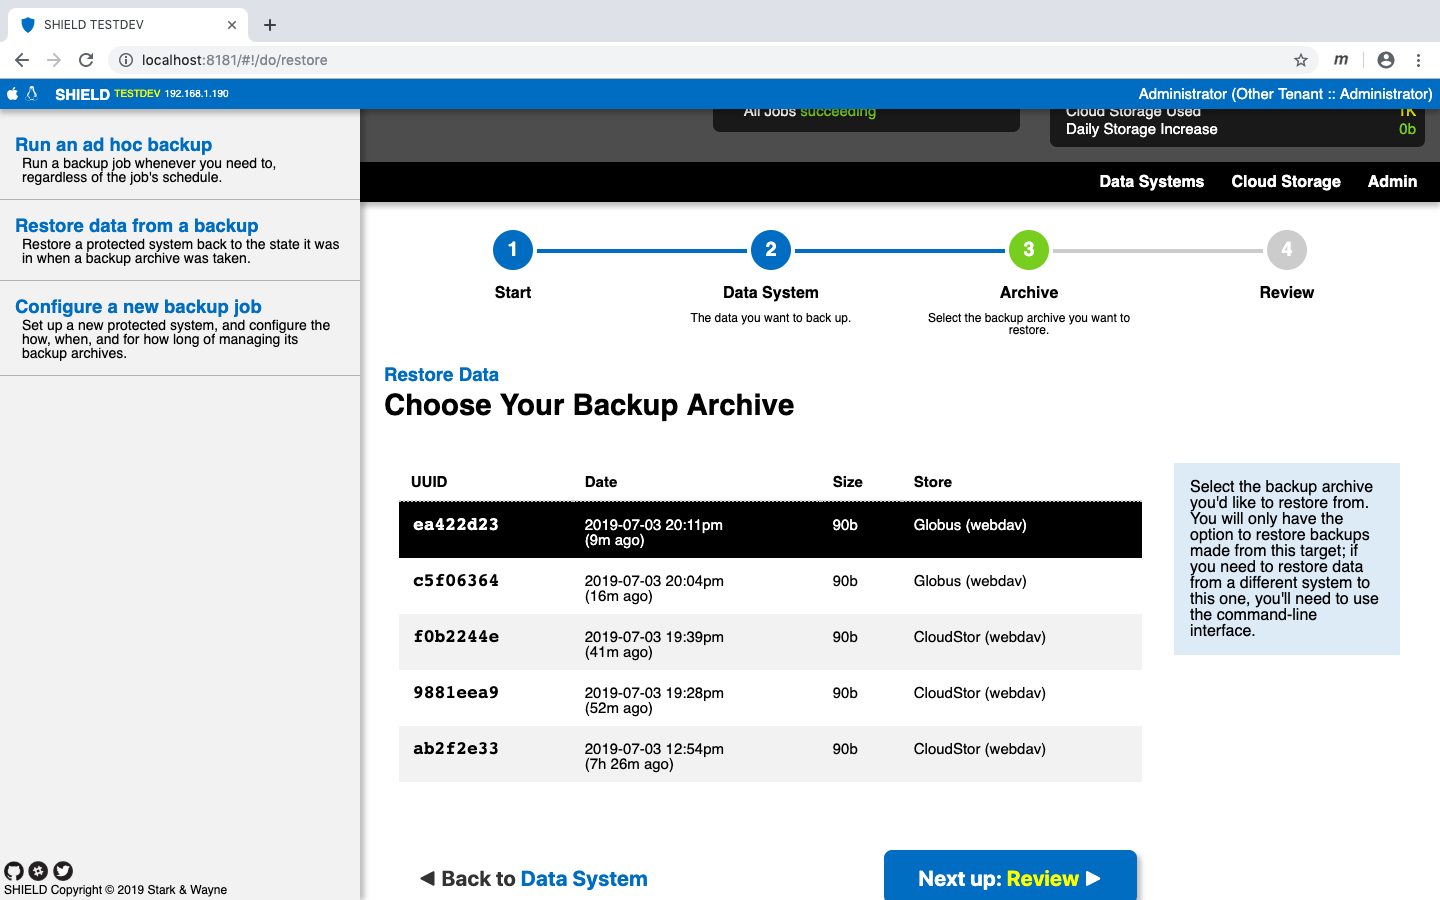 SHIELD TESTDEV
localhost:8181/#!/do/restore
m
SHIELD TESTDEV 192.168.1.190
Administrator (Other Tenant :: Administrator)
All Jobs succeeding
Cloud Storage Used 1K
Daily Storage Increase 0b
Data Systems Cloud Storage Admin
Run an ad hoc backup
Run a backup job whenever you need to,
regardless of the job's schedule.
Restore data from a backup
Restore a protected system back to the state it was
in when a backup archive was taken.
Configure a new backup job
Set up a new protected system, and configure the
how, when, and for how long of managing its
backup archives.
1 2 3 4
Start Data System Archive Review
The data you want to back up.
Select the backup archive you want to
restore.
Restore Data
Choose Your Backup Archive
UUID Date Size Store
ea422d23 2019-07-03 20:11pm 90b Globus (webdav)
(9m ago)
c5f06364 2019-07-03 20:04pm 90b Globus (webdav)
(16m ago)
f0b2244e 2019-07-03 19:39pm 90b CloudStor (webdav)
(41m ago)
9881eea9 2019-07-03 19:28pm 90b CloudStor (webdav)
(52m ago)
ab2f2e33 2019-07-03 12:54pm 90b CloudStor (webdav)
(7h 26m ago)
Select the backup archive
you'd like to restore from.
You will only have the
option to restore backups
made from this target; if
you need to restore data
from a different system to
this one, you'll need to use
the command-line
interface.
Back to Data System
Next up: Review
SHIELD Copyright © 2019 Stark & Wayne